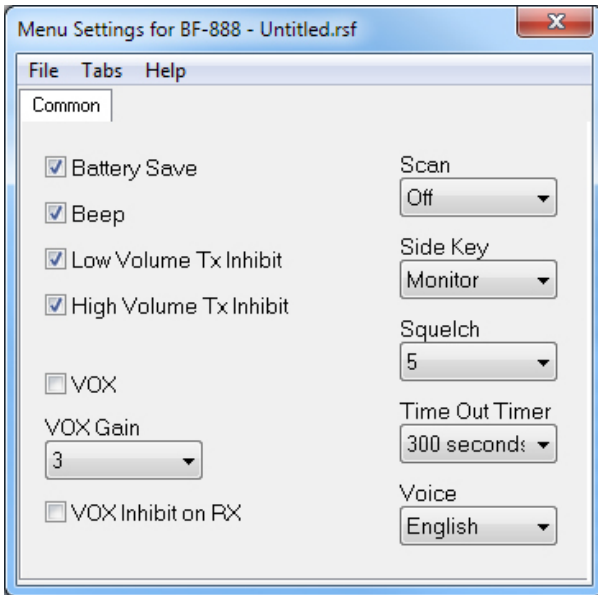 Menu Settings for BF-888 - Untitled.rsf
File Tabs Help
Common
Battery Save
Beep
Low Volume Tx Inhibit
High Volume Tx Inhibit
VOX
VOX Gain
3
VOX Inhibit on RX
Scan
Off
Side Key
Monitor
Squelch
5
Time Out Timer
300 seconds
Voice
English